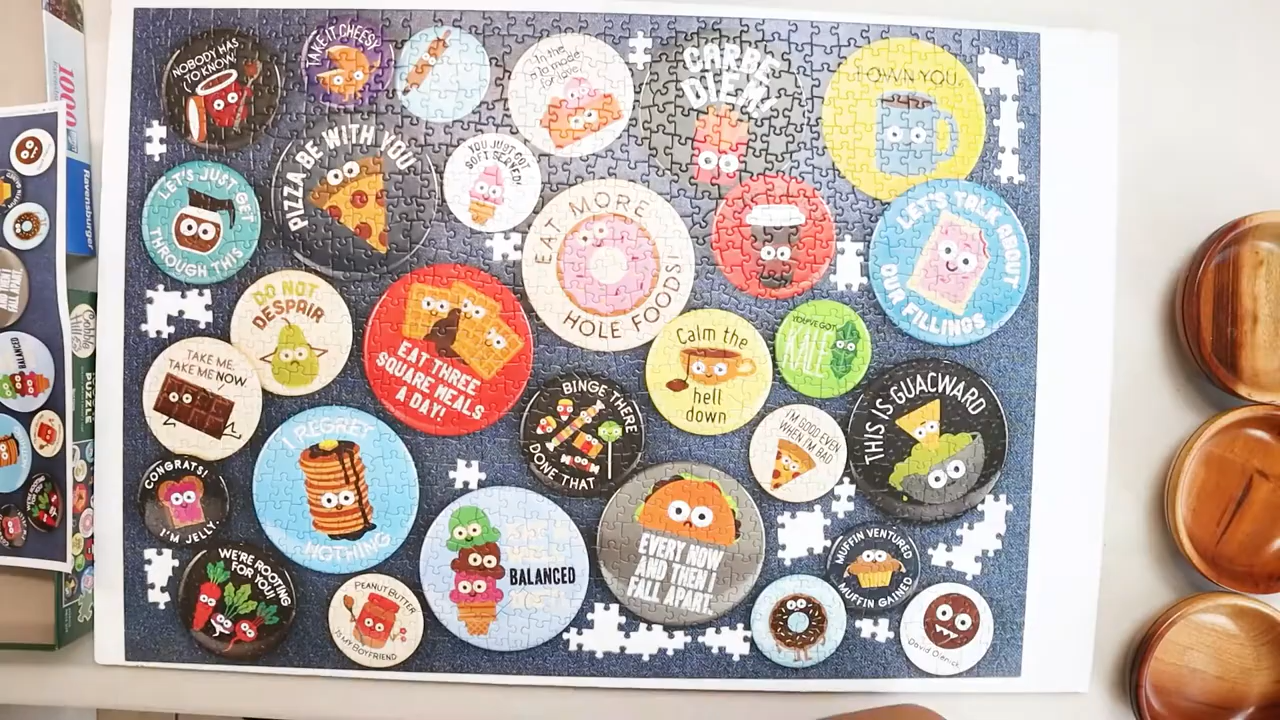 NOBODY HAS
TO KNOW.
TAKE IT CHEESY
In the
to made
for love.
CARBE
DIEM!
I OWN YOU.
PIZZA BE WITH YOU
YOU JUST GOT
SOFT SERVED!
LET'S JUST GET
THROUGH THIS
EAT MORE
HOLE FOODS!
LET'S TALK ABOUT
OUR FILLINGS
DO NOT
DESPAIR
EAT THREE
SQUARE MEALS
A DAY!
Calm the
hell
down
YOU'VE GOT
KALE
TAKE ME.
TAKE ME NOW.
BINGE THERE
DONE THAT
I'M GOOD EVEN
WHEN I'M BAD
THIS IS GUACWARD
I REGRET
NOTHING
CONGRATS!
I'M JELLY.
BALANCED
EVERY NOW
AND THEN I
FALL APART.
MUFFIN VENTURED
MUFFIN GAINED
WE'RE ROOTING
FOR YOU!
PEANUT BUTTER
IS MY BOYFRIEND
David Olenick
1000
Ravensburger
BALANCED
PUZZLE